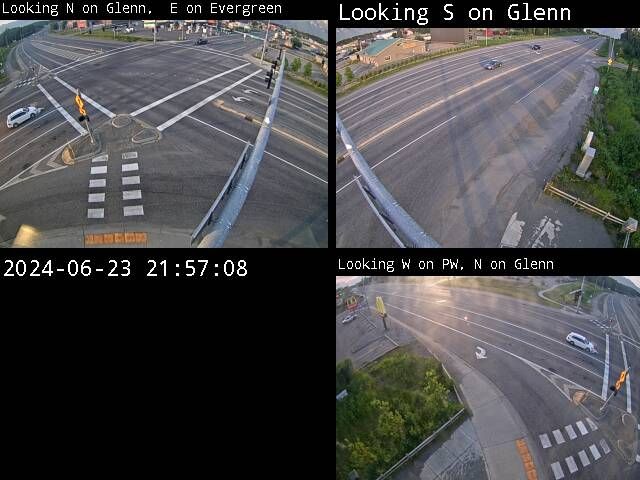 Looking N on Glenn,  E on Evergreen
Looking S on Glenn
2024-06-23 21:57:08
Looking W on PW, N on Glenn